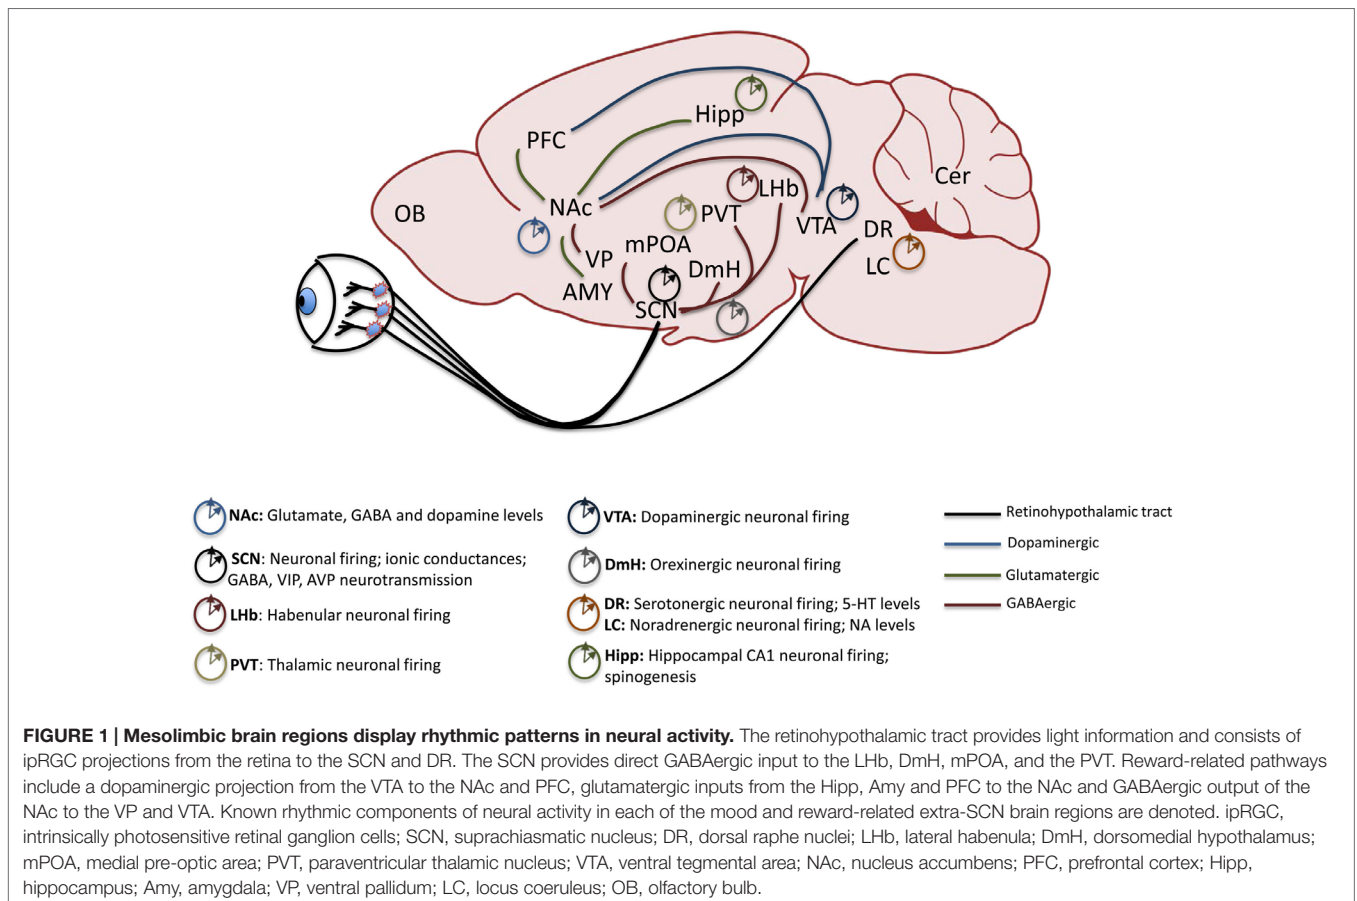 Hipp
PFC
Cer
LHb
NAc
OB
PVT
VTA
DR
mPOA
VP
DmH
LC
AMY
SCN
NAc: Glutamate, GABA and dopamine levels
SCN: Neuronal firing; ionic conductances;
GABA, VIP, AVP neurotransmission
LHb: Habenular neuronal firing
PVT: Thalamic neuronal firing
VTA: Dopaminergic neuronal firing
DmH: Orexinergic neuronal firing
DR: Serotonergic neuronal firing; 5-HT levels
LC: Noradrenergic neuronal firing; NA levels
Hipp: Hippocampal CA1 neuronal firing;
spinogenesis
Retinohypothalamic tract
Dopaminergic
Glutamatergic
GABAergic
FIGURE 1 | Mesolimbic brain regions display rhythmic patterns in neural activity. The retinohypothalamic tract provides light information and consists of
ipRGC projections from the retina to the SCN and DR. The SCN provides direct GABAergic input to the LHb, DmH, mPOA, and the PVT. Reward-related pathways
include a dopaminergic projection from the VTA to the NAc and PFC, glutamatergic inputs from the Hipp, Amy and PFC to the NAc and GABAergic output of the
NAc to the VP and VTA. Known rhythmic components of neural activity in each of the mood and reward-related extra-SCN brain regions are denoted. ipRGC,
intrinsically photosensitive retinal ganglion cells; SCN, suprachiasmatic nucleus; DR, dorsal raphe nuclei; LHb, lateral habenula; DmH, dorsomedial hypothalamus;
mPOA, medial pre-optic area; PVT, paraventricular thalamic nucleus; VTA, ventral tegmental area; NAc, nucleus accumbens; PFC, prefrontal cortex; Hipp,
hippocampus; Amy, amygdala; VP, ventral pallidum; LC, locus coeruleus; OB, olfactory bulb.